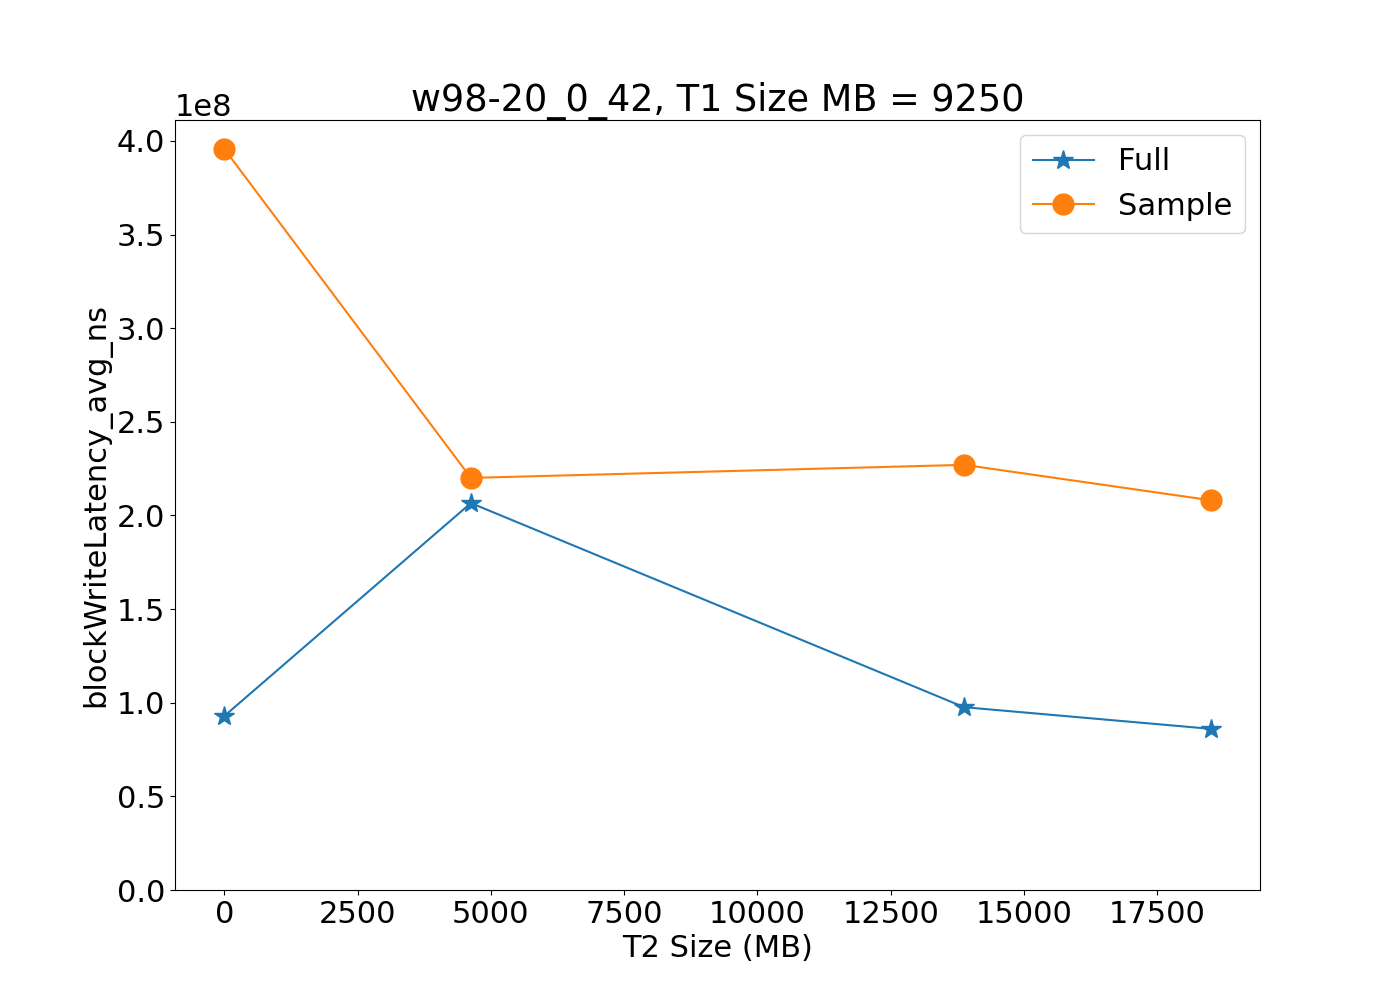 w98-20_0_42, T1 Size MB = 9250
1e8
Full
Sample
4.0
3.5
3.0
2.5
2.0
1.5
1.0
0.5
0.0
blockWriteLatency_avg_ns
0 2500 5000 7500 10000 12500 15000 17500
T2 Size (MB)